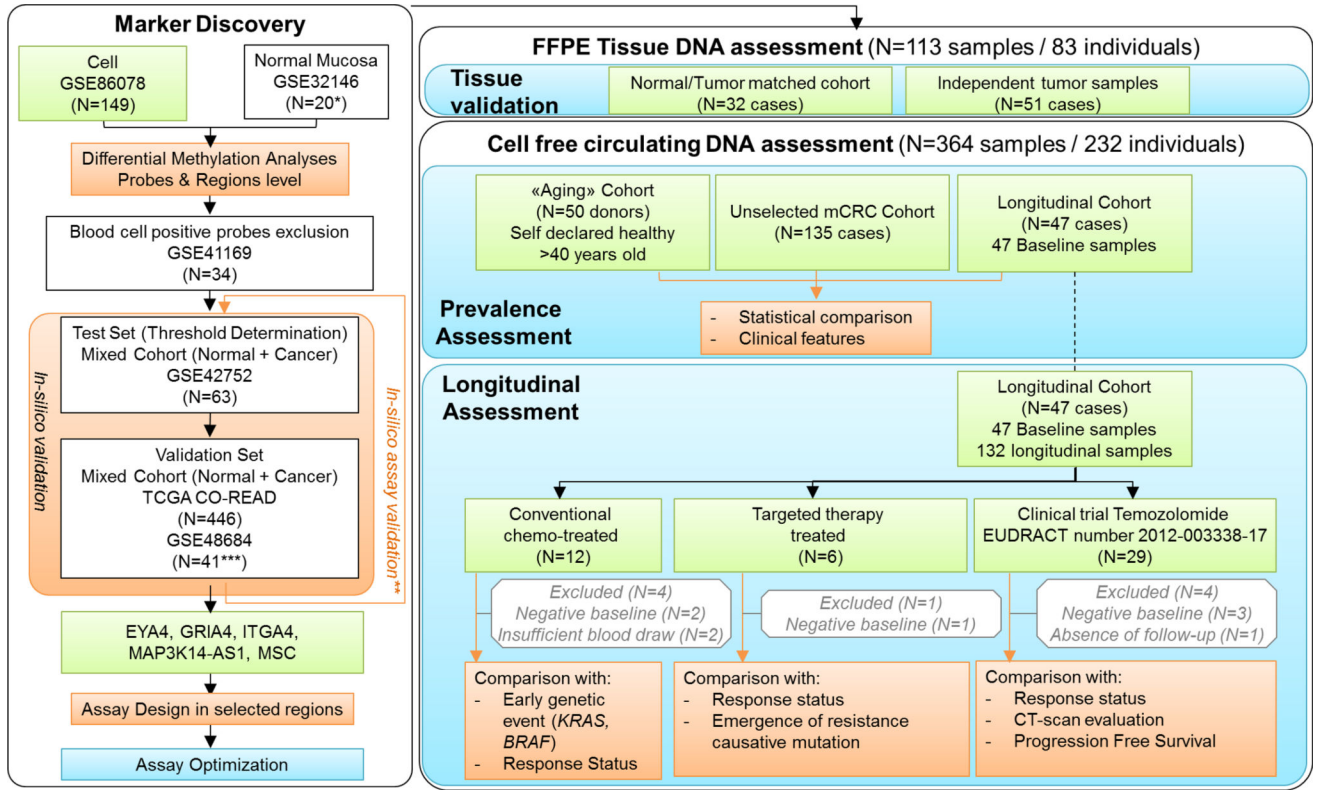 Marker Discovery
Cell
GSE86078
(N=149)
Normal Mucosa
GSE32146
(N=20*)
Differential Methylation Analyses
Probes & Regions level
Blood cell positive probes exclusion
GSE41169
(N=34)
In-silico validation
Test Set (Threshold Determination)
Mixed Cohort (Normal + Cancer)
GSE42752
(N=63)
Validation Set
Mixed Cohort (Normal + Cancer)
TCGA CO-READ
(N=446)
GSE48684
(N=41***)
In-silico assay validation**
EYA4, GRIA4, ITGA4,
MAP3K14-AS1, MSC
Assay Design in selected regions
Assay Optimization
FFPE Tissue DNA assessment (N=113 samples / 83 individuals)
Tissue
validation
Normal/Tumor matched cohort
(N=32 cases)
Independent tumor samples
(N=51 cases)
Cell free circulating DNA assessment (N=364 samples / 232 individuals)
«Aging» Cohort
(N=50 donors)
Self declared healthy
>40 years old
Unselected mCRC Cohort
(N=135 cases)
Longitudinal Cohort
(N=47 cases)
47 Baseline samples
Prevalence
Assessment
- Statistical comparison
- Clinical features
Longitudinal
Assessment
Longitudinal Cohort
(N=47 cases)
47 Baseline samples
132 longitudinal samples
Conventional
chemo-treated
(N=12)
Targeted therapy
treated
(N=6)
Clinical trial Temozolomide
EUDRACT number 2012-003338-17
(N=29)
Excluded (N=4)
Negative baseline (N=2)
Insufficient blood draw (N=2)
Excluded (N=1)
Negative baseline (N=1)
Excluded (N=4)
Negative baseline (N=3)
Absence of follow-up (N=1)
Comparison with:
- Early genetic
event (KRAS,
BRAF)
- Response Status
Comparison with:
- Response status
- Emergence of resistance
causative mutation
Comparison with:
- Response status
- CT-scan evaluation
- Progression Free Survival